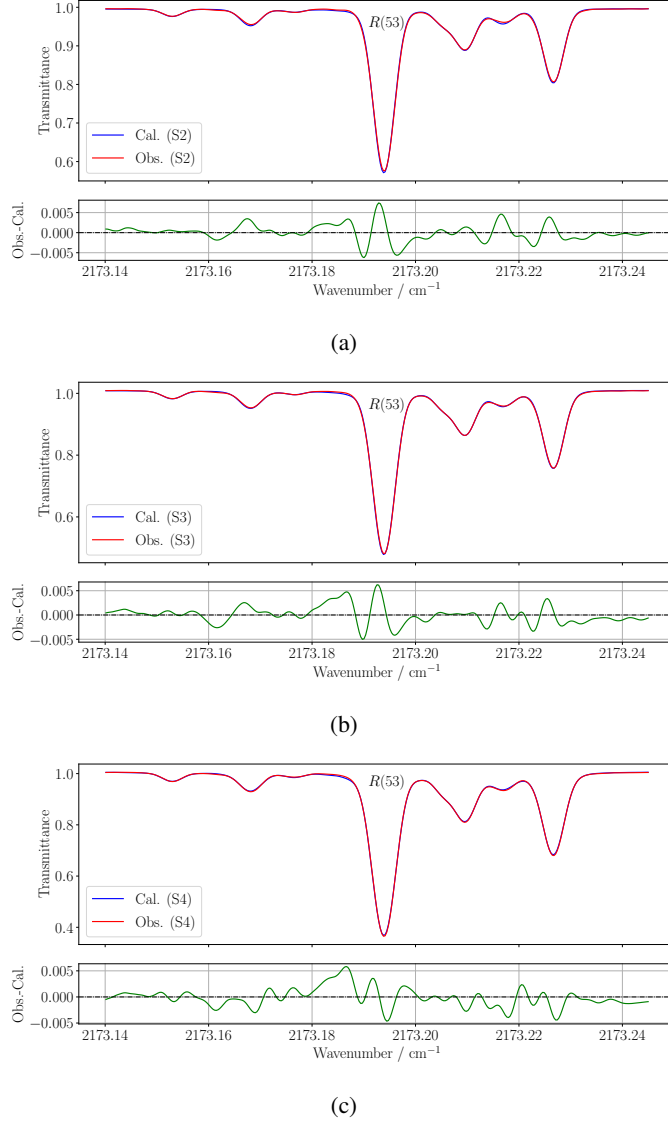 1.0
0.9
0.8
0.7
0.6
Transmittance
R(53)
Cal. (S2)
Obs. (S2)
0.005
0.000
−0.005
Obs.-Cal.
2173.14 2173.16 2173.18 2173.20 2173.22 2173.24
Wavenumber / cm⁻¹
(a)
1.0
0.8
0.6
Transmittance
R(53)
Cal. (S3)
Obs. (S3)
0.005
0.000
−0.005
Obs.-Cal.
2173.14 2173.16 2173.18 2173.20 2173.22 2173.24
Wavenumber / cm⁻¹
(b)
1.0
0.8
0.6
0.4
Transmittance
R(53)
Cal. (S4)
Obs. (S4)
0.005
0.000
−0.005
Obs.-Cal.
2173.14 2173.16 2173.18 2173.20 2173.22 2173.24
Wavenumber / cm⁻¹
(c)